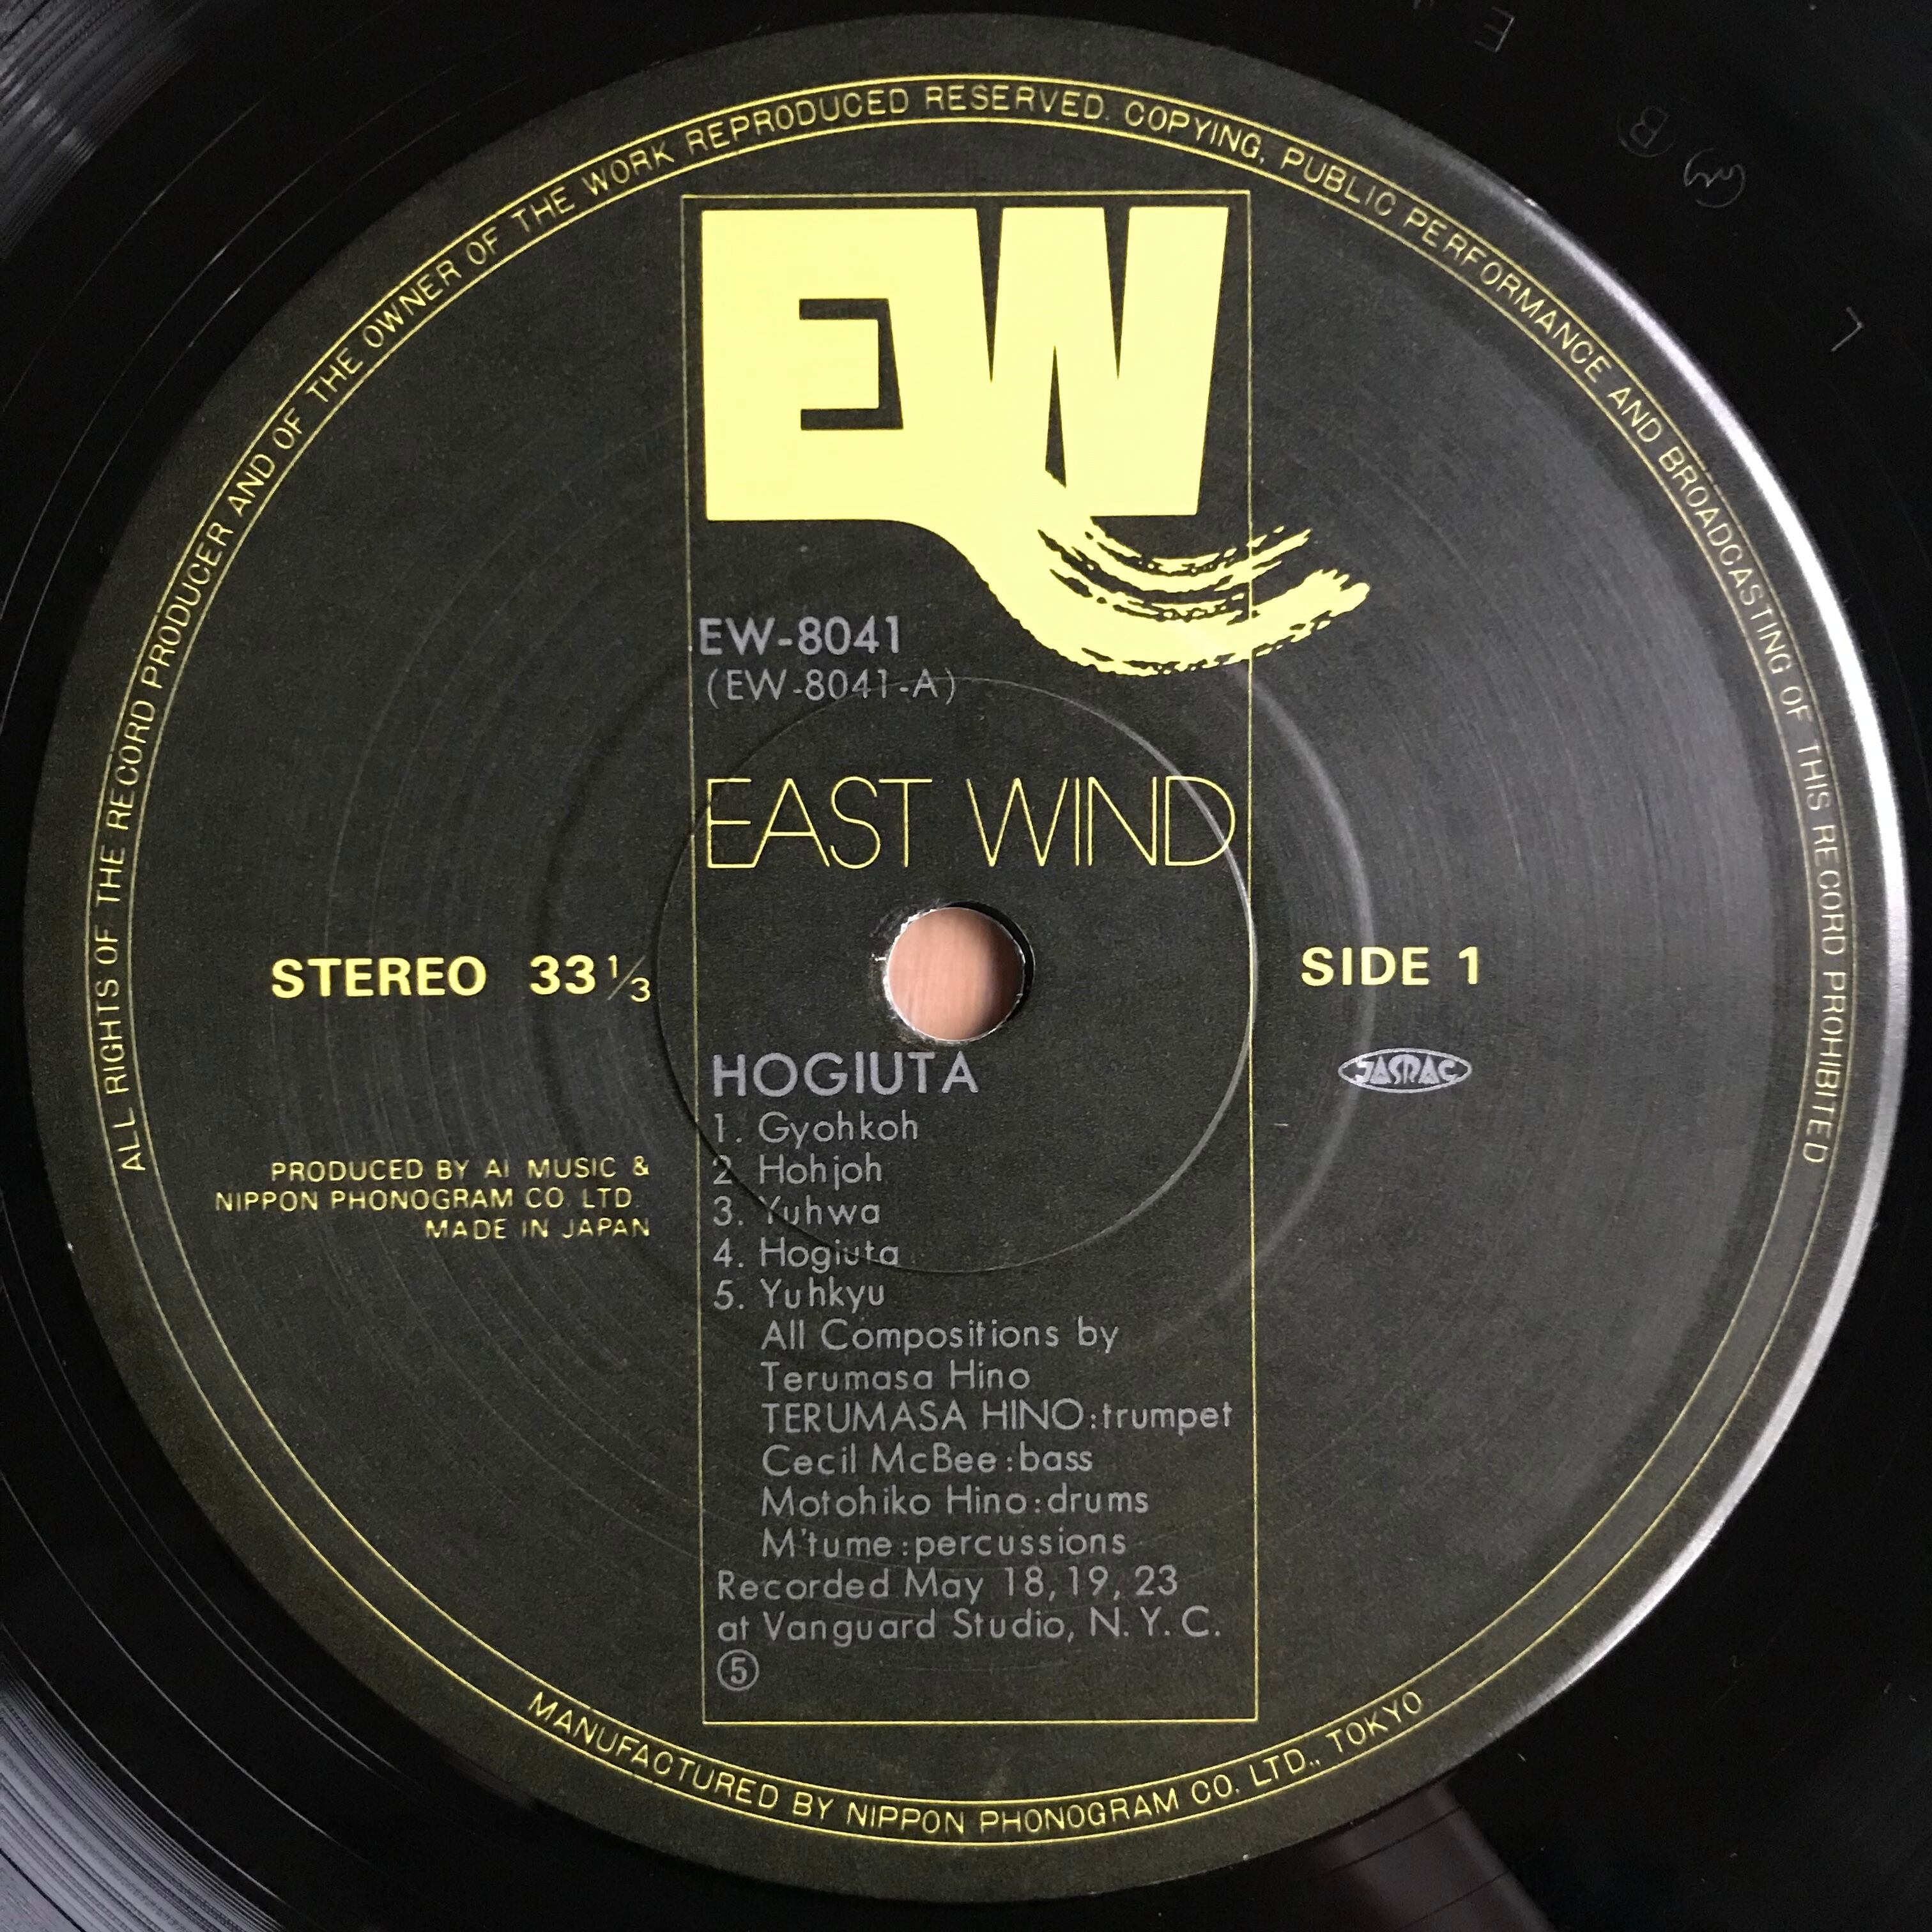 ALL RIGHTS OF THE RECORD PRODUCER AND OF THE OWNER OF THE WORK REPRODUCED RESERVED. COPYING, PUBLIC PERFORMANCE AND BROADCASTING OF THIS RECORD PROHIBITED
EW
EW-8041
(EW-8041-A)
EAST WIND
STEREO 33 1/3
SIDE 1
JASRAC
HOGIUTA
1. Gyohkoh
2. Hohjoh
3. Yuhwa
4. Hogiuta
5. Yuhkyu
All Compositions by
Terumasa Hino
TERUMASA HINO:trumpet
Cecil McBee:bass
Motohiko Hino:drums
M'tume:percussions
Recorded May 18, 19, 23
at Vanguard Studio, N.Y.C.
⑤
PRODUCED BY AI MUSIC &
NIPPON PHONOGRAM CO. LTD.
MADE IN JAPAN
MANUFACTURED BY NIPPON PHONOGRAM CO. LTD., TOKYO